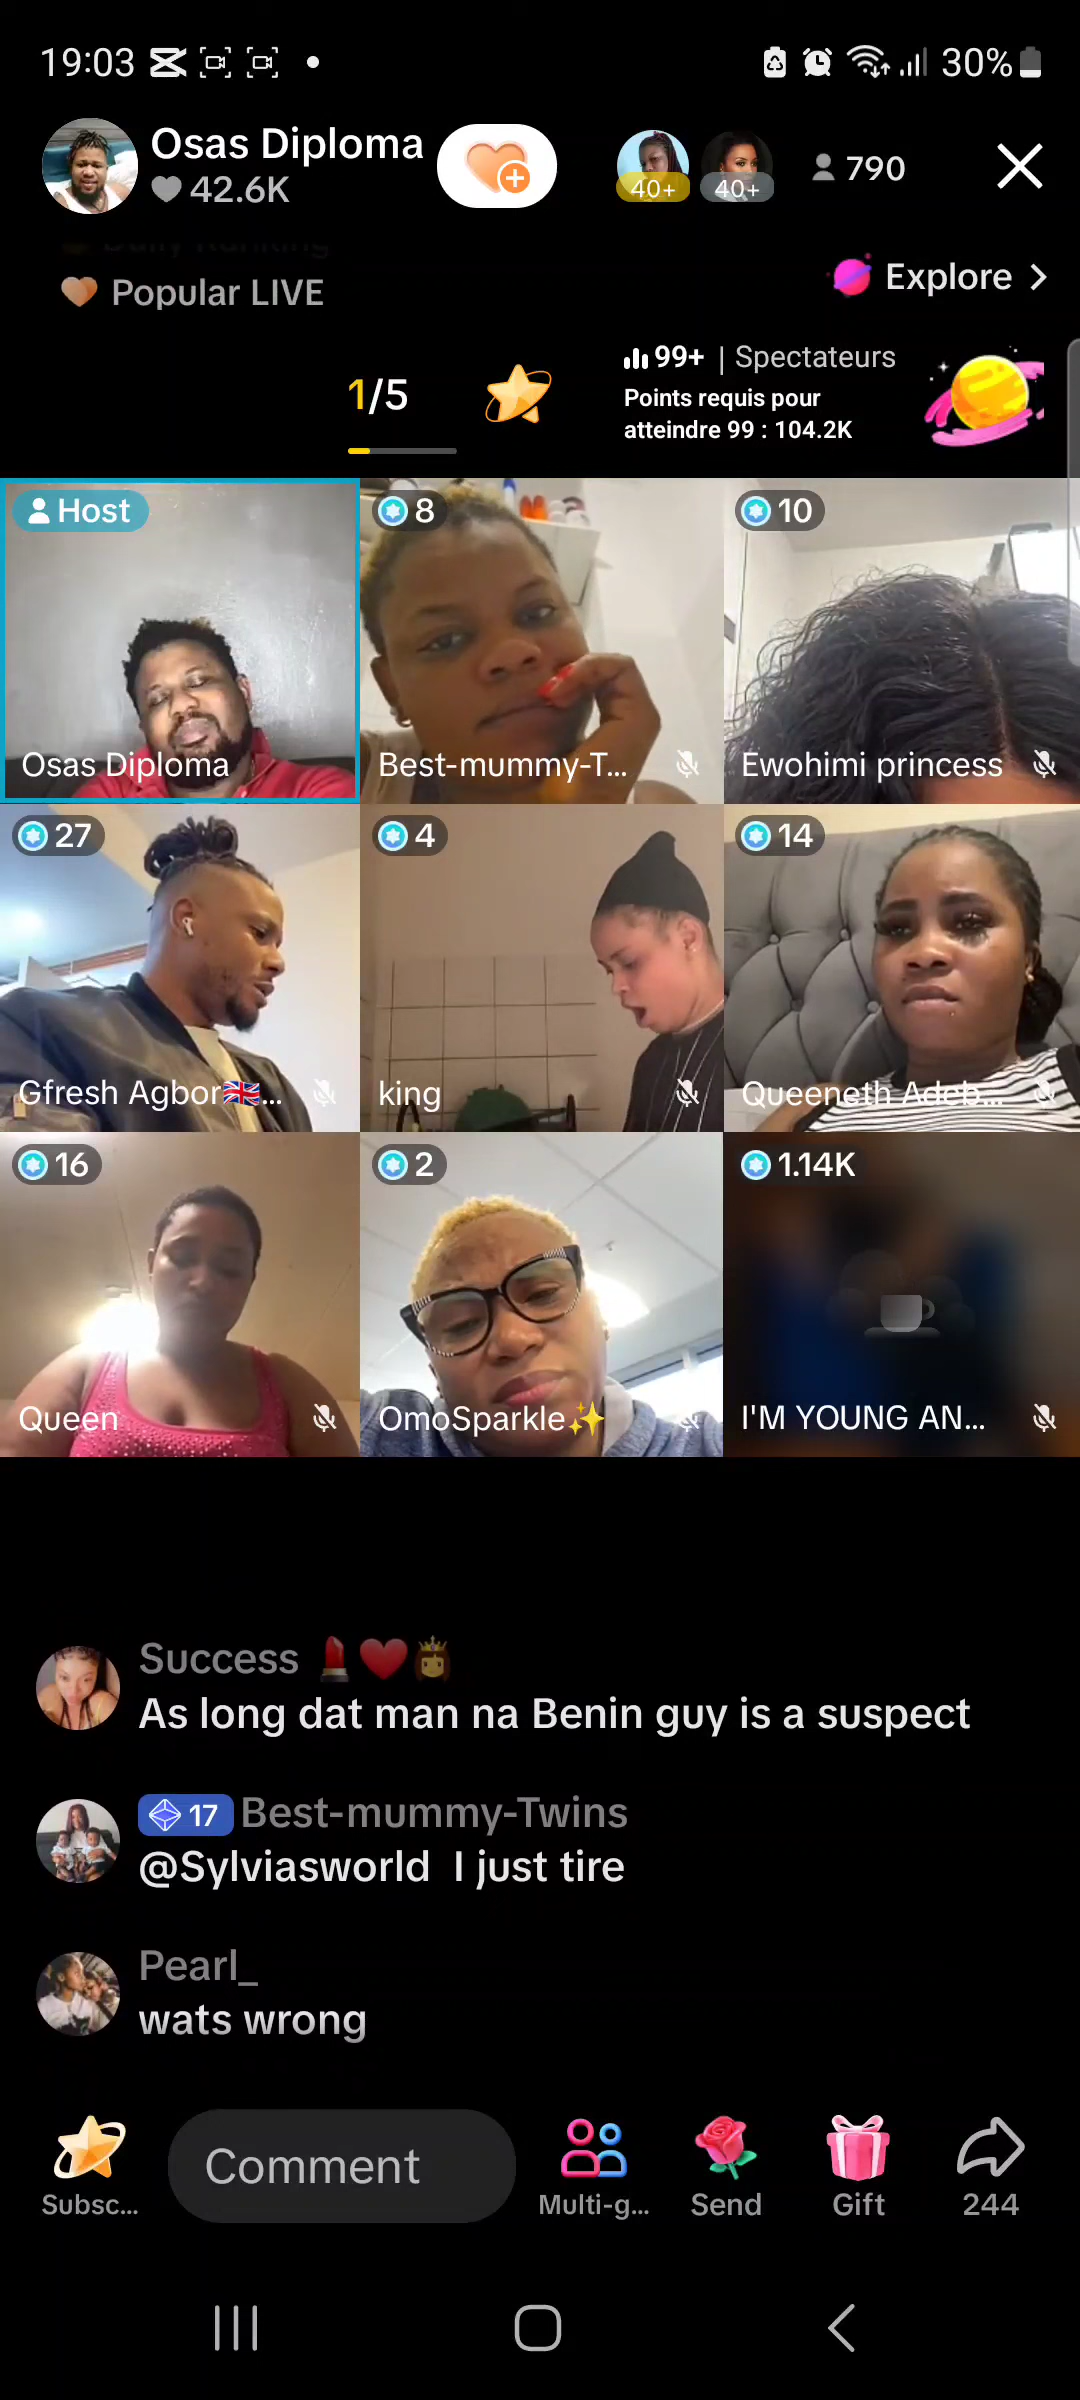 19:03
30%
Osas Diploma
42.6K
40+
40+
790
Popular LIVE
Explore
1/5
99+ | Spectateurs
Points requis pour
atteindre 99 : 104.2K
Host
8
10
Osas Diploma
Best-mummy-T...
Ewohimi princess
27
4
14
Gfresh Agbor🇬🇧...
king
Queeneth Adeb...
16
2
1.14K
Queen
OmoSparkle✨
I'M YOUNG AN...
Success 💄❤️👸
As long dat man na Benin guy is a suspect
17 Best-mummy-Twins
@Sylviasworld I just tire
Pearl_
wats wrong
Comment
Subsc...
Multi-g...
Send
Gift
244